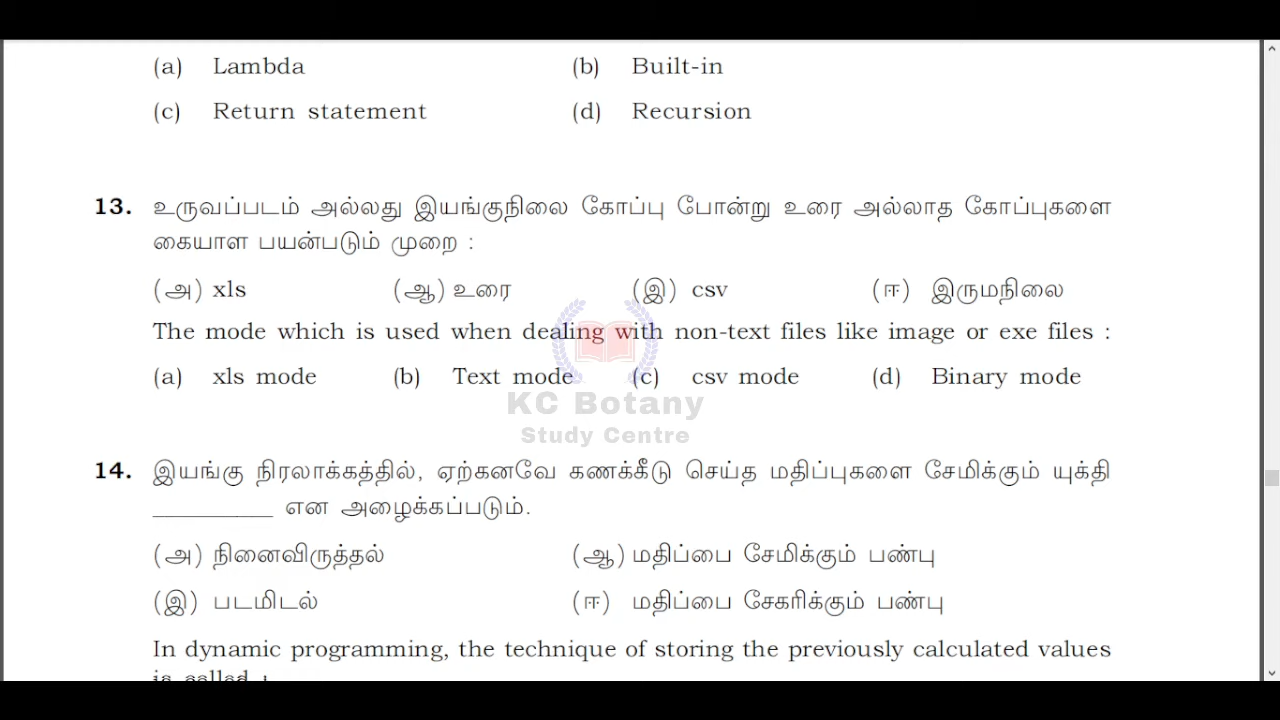 (a) Lambda (b) Built-in
(c) Return statement (d) Recursion
13. உருவப்படம் அல்லது இயங்குநிலை கோப்பு போன்று உரை அல்லாத கோப்புகளை
கையாள பயன்படும் முறை :
(அ) xls (ஆ) உரை (இ) csv (ஈ) இருமநிலை
The mode which is used when dealing with non-text files like image or exe files :
(a) xls mode (b) Text mode (c) csv mode (d) Binary mode
KC Botany
Study Centre
14. இயங்கு நிரலாக்கத்தில், ஏற்கனவே கணக்கீடு செய்த மதிப்புகளை சேமிக்கும் யுக்தி
__________ என அழைக்கப்படும்.
(அ) நினைவிருத்தல் (ஆ) மதிப்பை சேமிக்கும் பண்பு
(இ) படமிடல் (ஈ) மதிப்பை சேகரிக்கும் பண்பு
In dynamic programming, the technique of storing the previously calculated values
is called :